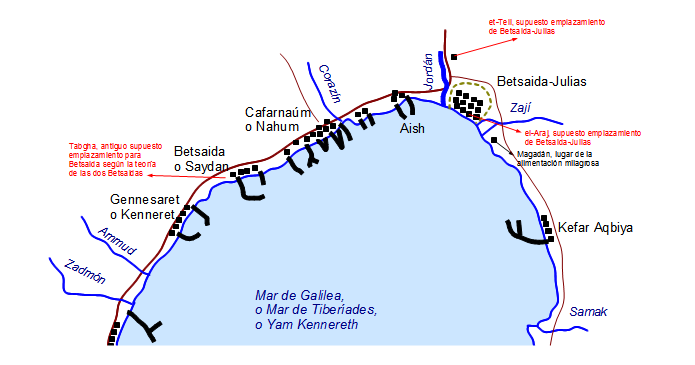 et-Tell, supuesto emplazamiento
de Betsaida-Julias
Jordán
Betsaida-Julias
Corazín
Zají
Cafarnaúm
o Nahum
Aish
el-Araj, supuesto emplazamiento
de Betsaida-Julias
Tabgha, antiguo supuesto
emplazamiento para
Betsaida según la teoría
de las dos Betsaidas
Betsaida
o Saydan
Magadán, lugar de la
alimentación milagrosa
Gennesaret
o Kenneret
Kefar Aqbiya
Ammud
Zadmón
Mar de Galilea,
o Mar de Tiberíades,
o Yam Kennereth
Samak